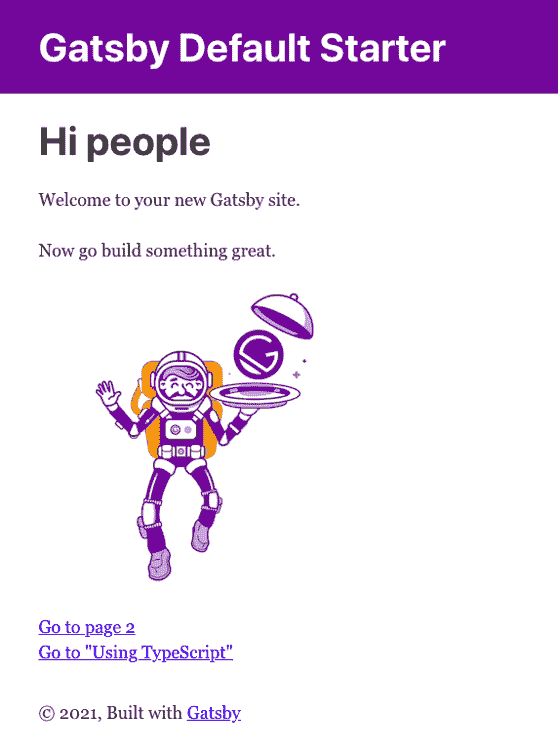 Gatsby Default Starter
Hi people
Welcome to your new Gatsby site.
Now go build something great.
Go to page 2
Go to "Using TypeScript"
© 2021, Built with Gatsby